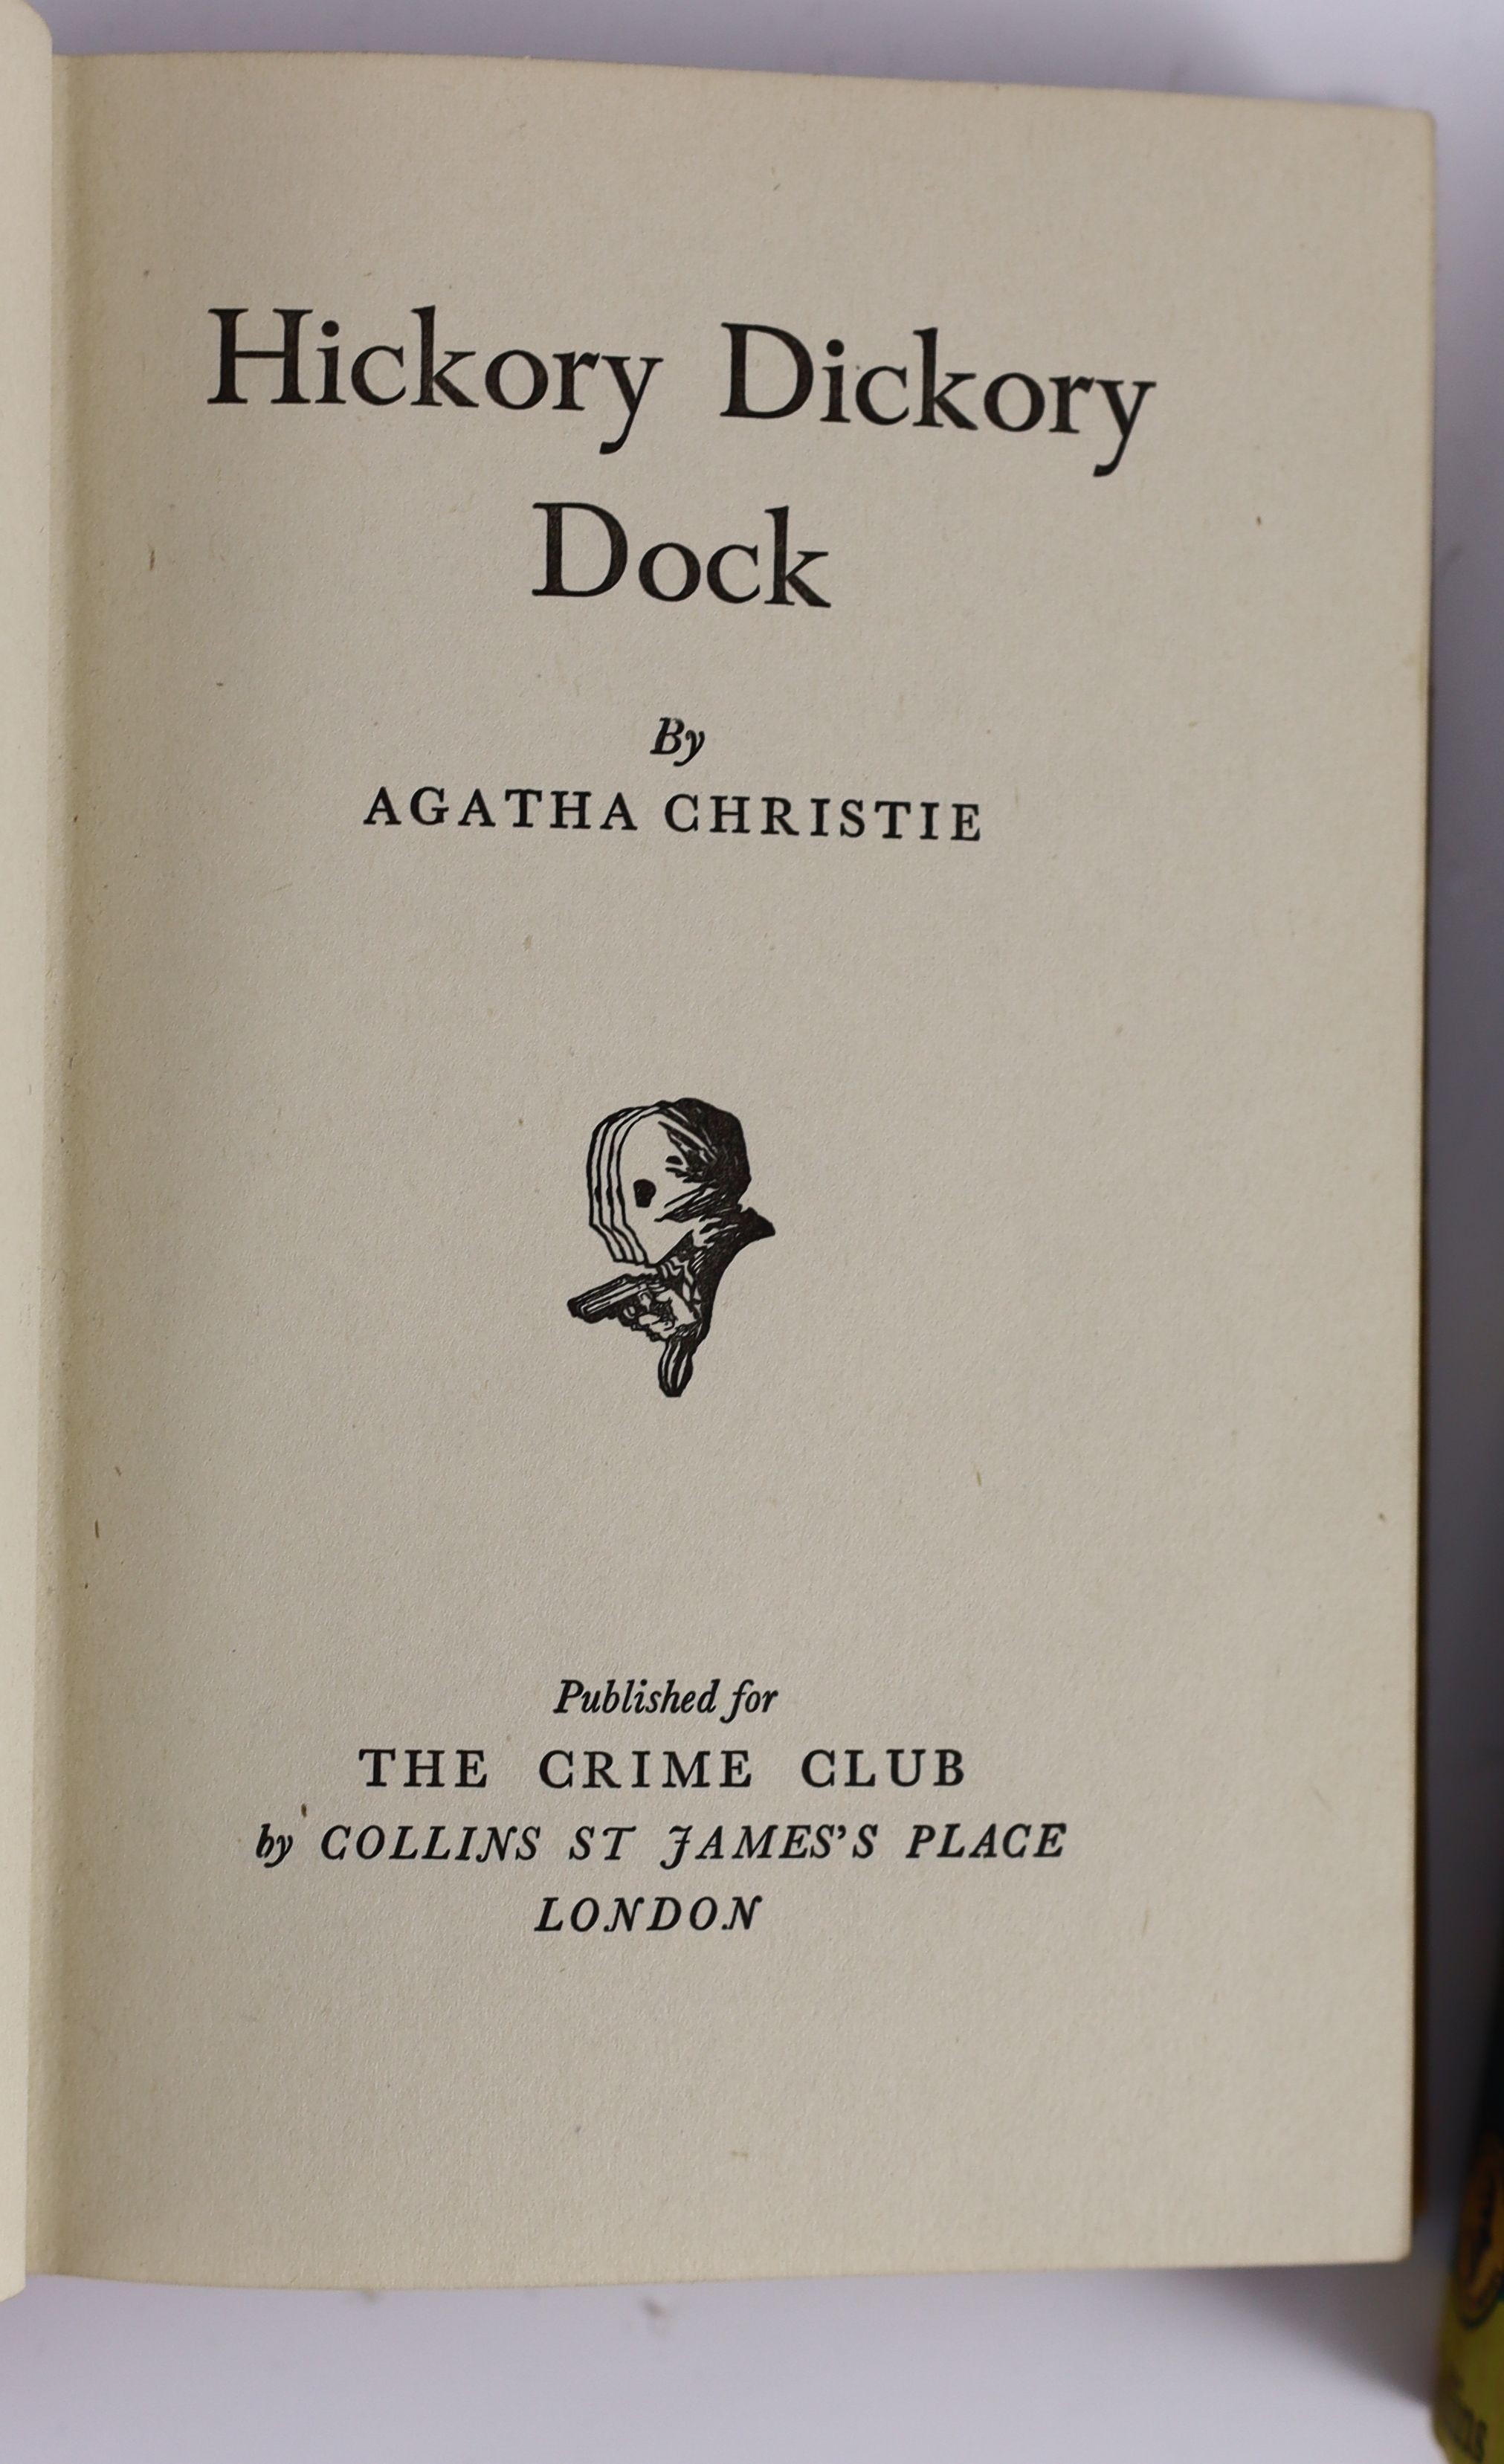 Hickory Dickory
Dock
By
AGATHA CHRISTIE
Published for
THE CRIME CLUB
by COLLINS ST JAMES'S PLACE
LONDON